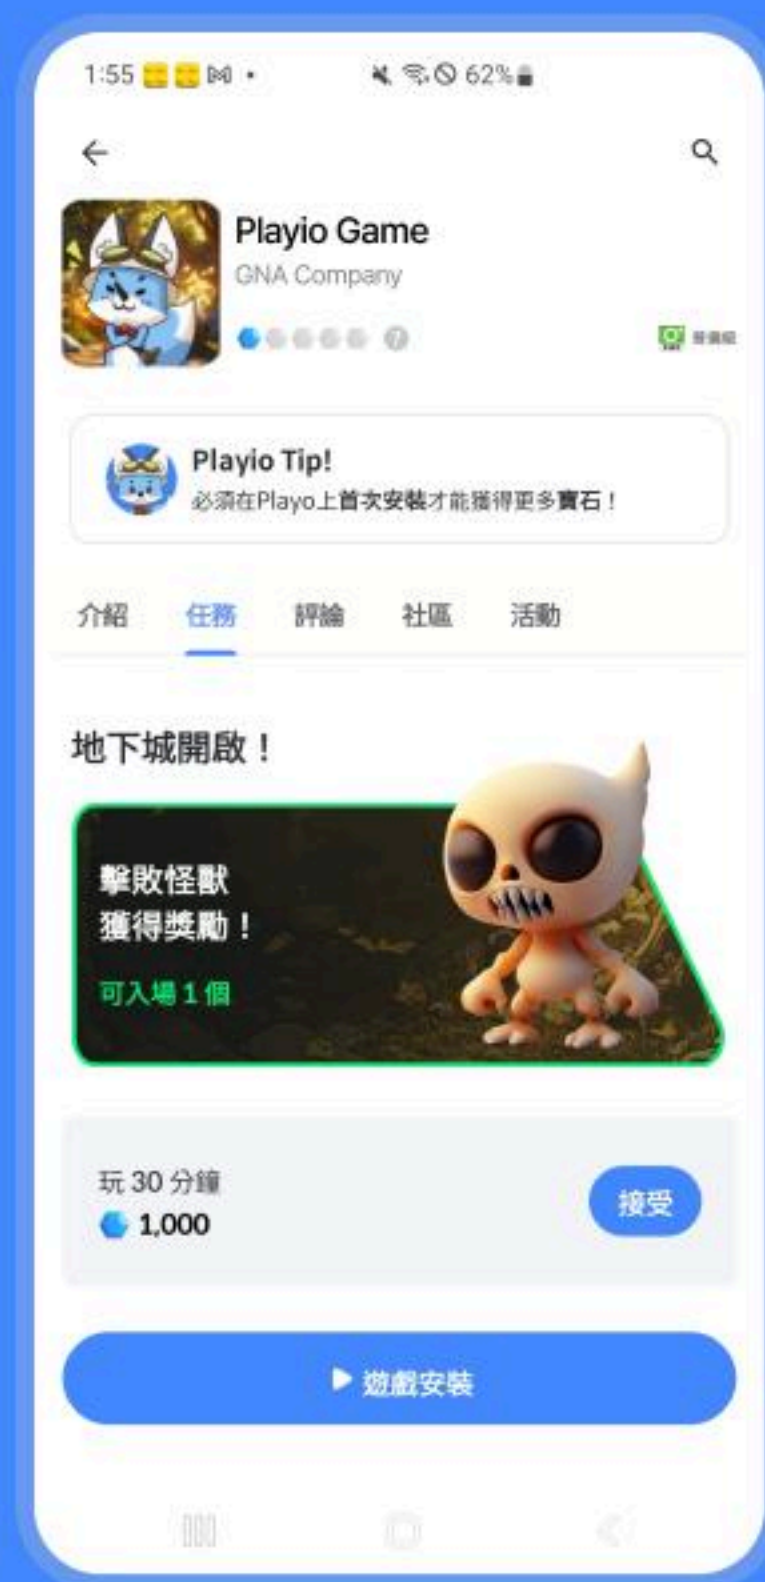 1:55
62%
Playio Game
GNA Company
?
Playio Tip!
必須在Playo上首次安裝才能獲得更多寶石！
介紹 任務 評論 社區 活動
地下城開啟！
擊敗怪獸
獲得獎勵！
可入場 1 個
玩 30 分鐘
1,000
接受
遊戲安裝